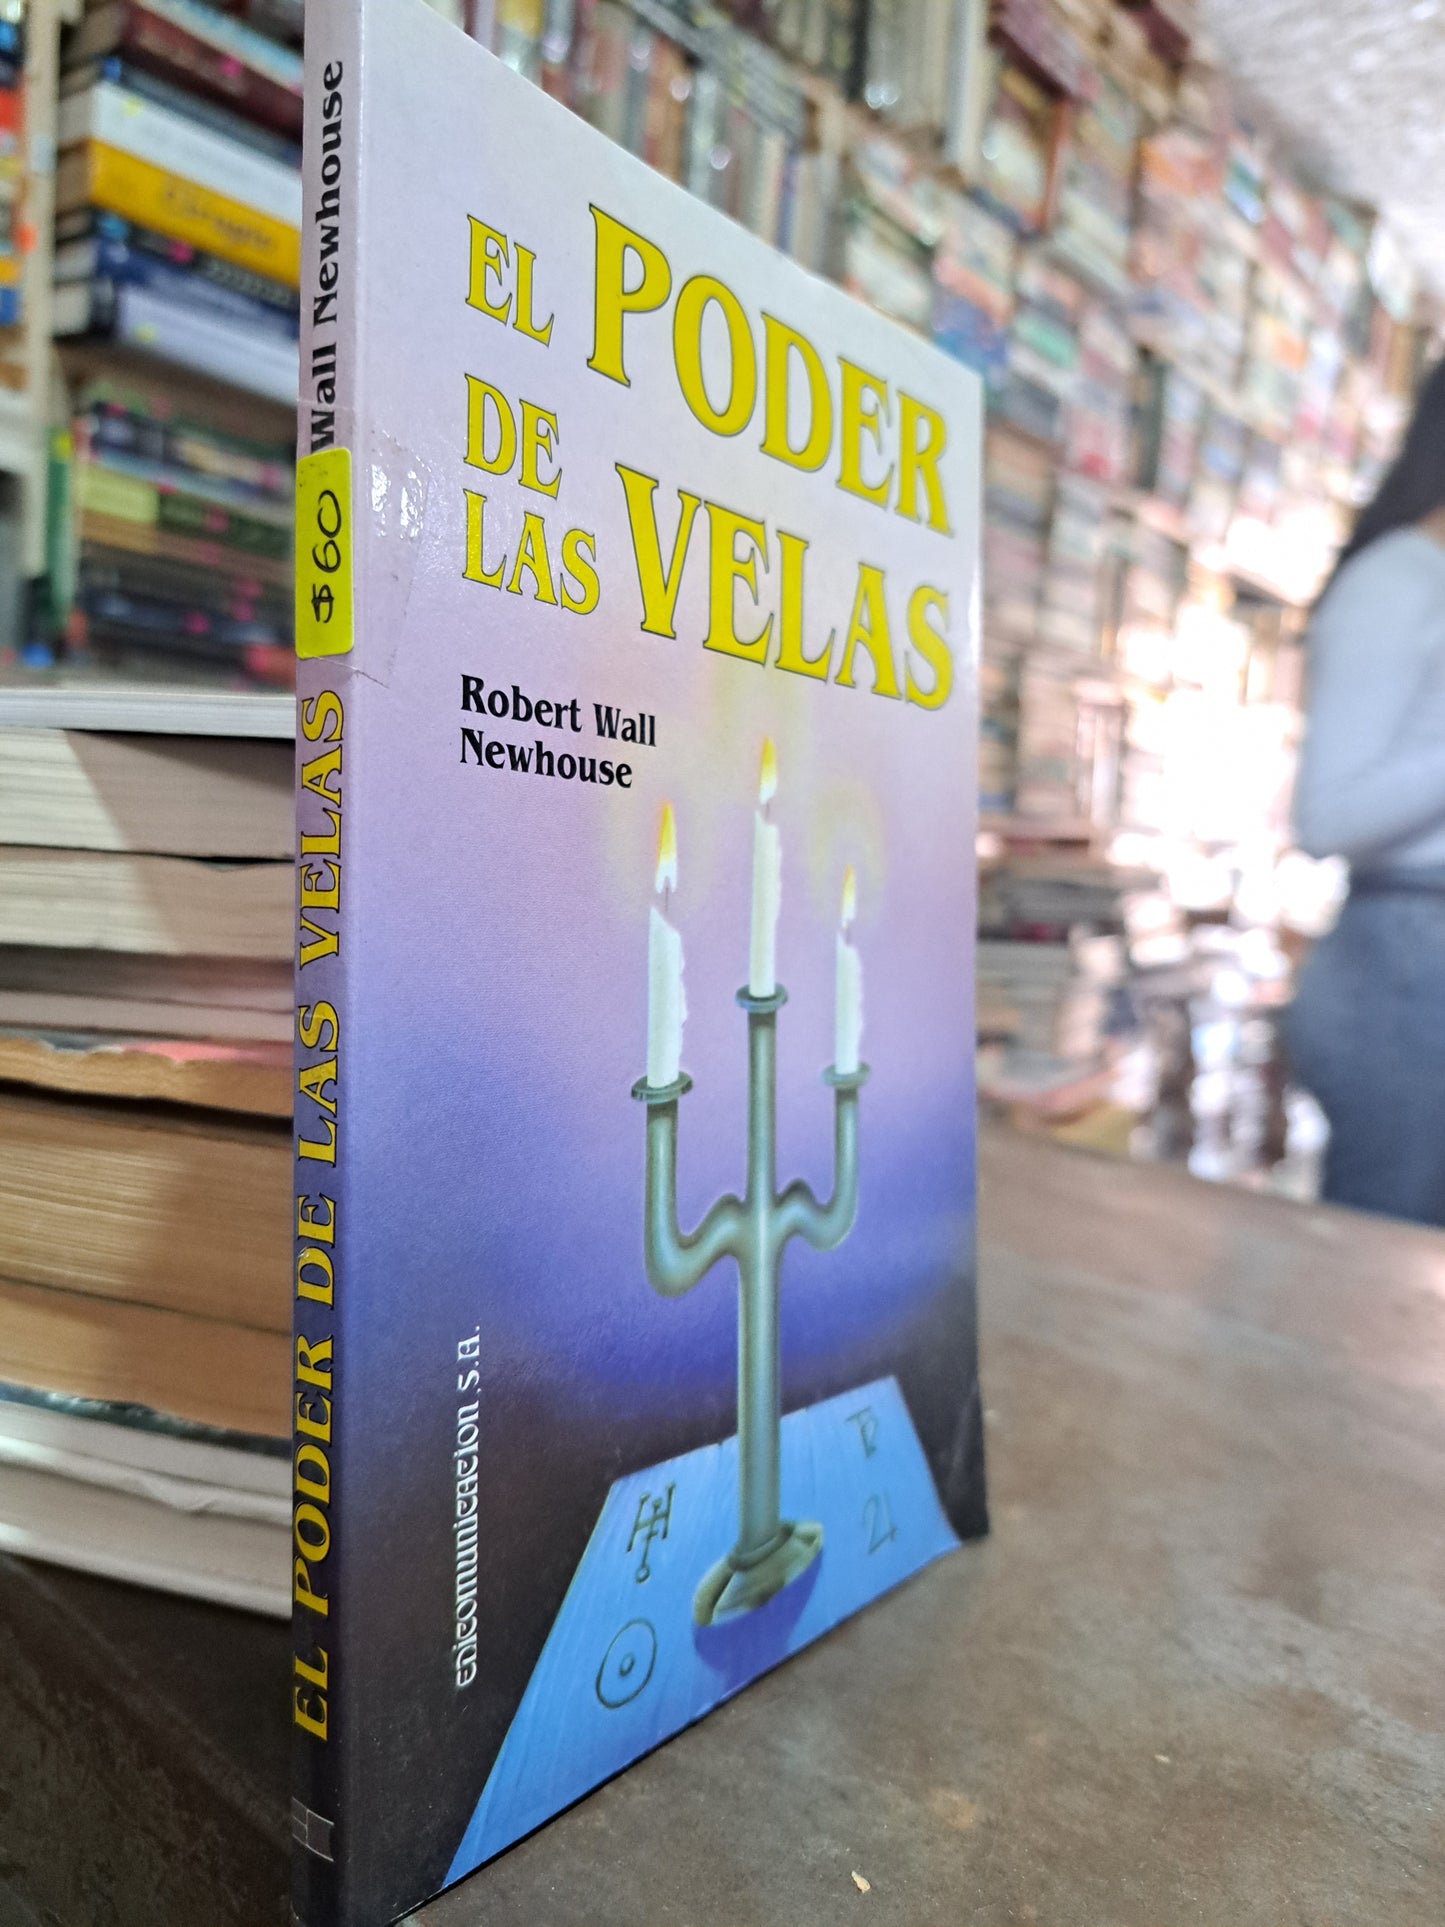 EL PODER
DE
LAS VELAS
Robert Wall
Newhouse
EDICOMUNICACION, S.A.
Wall Newhouse
$60
EL PODER DE LAS VELAS